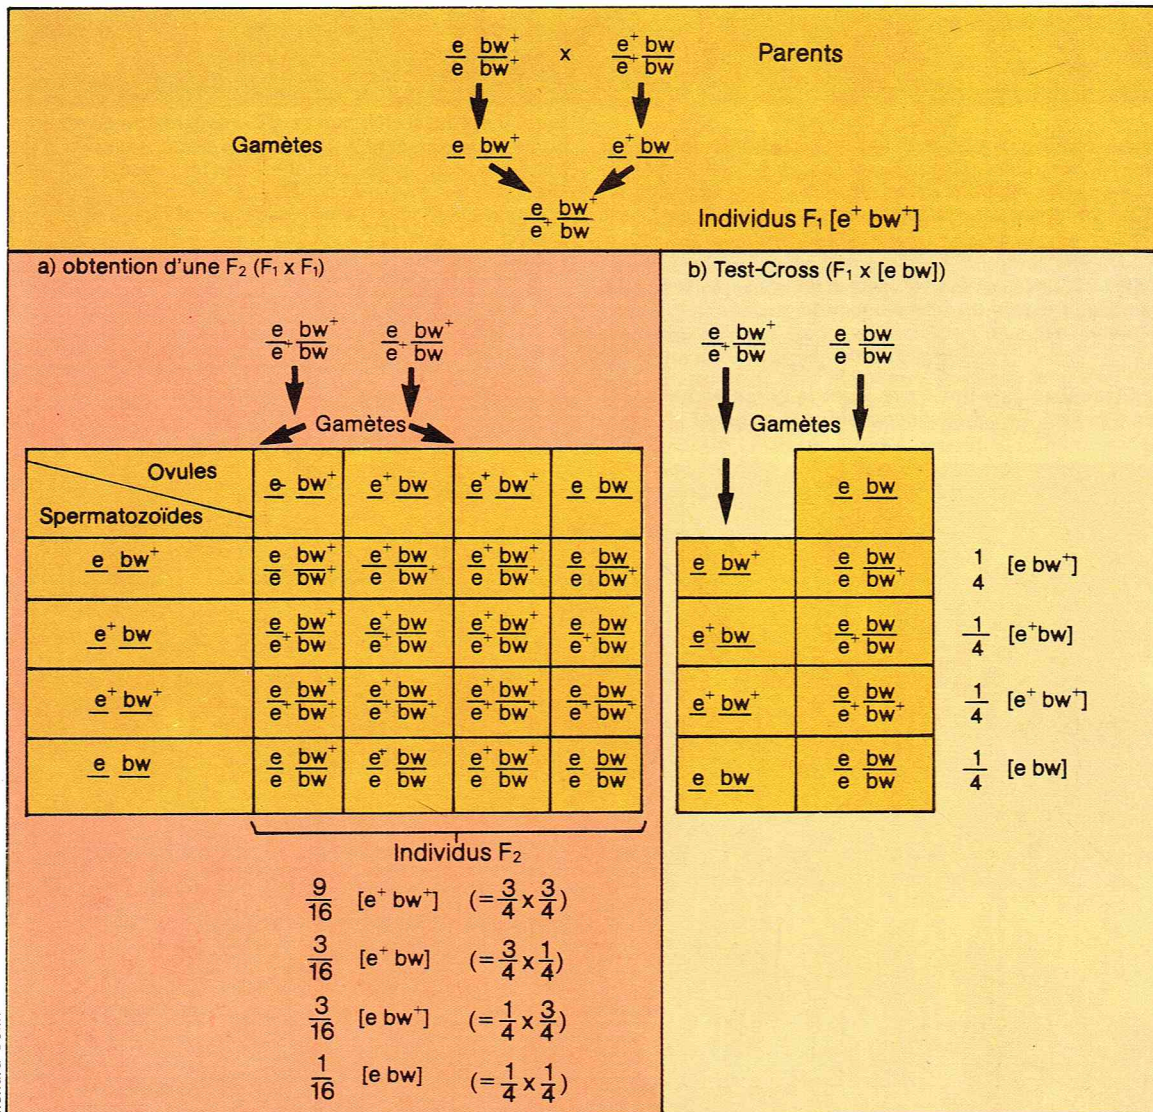 e bw⁺ x e⁺ bw Parents
e bw⁺ e⁺ bw
Gamètes e bw⁺ e⁺ bw
e bw⁺
e⁺ bw
Individus F₁ [e⁺ bw⁺]
a) obtention d'une F₂ (F₁ x F₁)
e bw⁺ e bw⁺
e⁺ bw e⁺ bw
Gamètes
Ovules
Spermatozoïdes
e bw⁺ e⁺ bw e⁺ bw⁺ e bw
e bw⁺
e bw⁺ e⁺ bw e⁺ bw⁺ e bw
e bw⁺ e bw⁺ e bw⁺ e bw⁺
e⁺ bw
e bw⁺ e⁺ bw e⁺ bw⁺ e bw
e⁺ bw e⁺ bw e⁺ bw e⁺ bw
e⁺ bw⁺
e bw⁺ e⁺ bw e⁺ bw⁺ e bw
e⁺ bw⁺ e⁺ bw⁺ e⁺ bw⁺ e⁺ bw⁺
e bw
e bw⁺ e⁺ bw e⁺ bw⁺ e bw
e bw e bw e bw e bw
Individus F₂
9/16 [e⁺ bw⁺] (= 3/4 x 3/4)
3/16 [e⁺ bw] (= 3/4 x 1/4)
3/16 [e bw⁺] (= 1/4 x 3/4)
1/16 [e bw] (= 1/4 x 1/4)
b) Test-Cross (F₁ x [e bw])
e bw⁺ e bw
e⁺ bw e bw
Gamètes
e bw
e bw⁺
e bw
e bw⁺
1/4 [e bw⁺]
e⁺ bw
e bw
e⁺ bw
1/4 [e⁺ bw]
e⁺ bw⁺
e bw
e⁺ bw⁺
1/4 [e⁺ bw⁺]
e bw
e bw
e bw
1/4 [e bw]